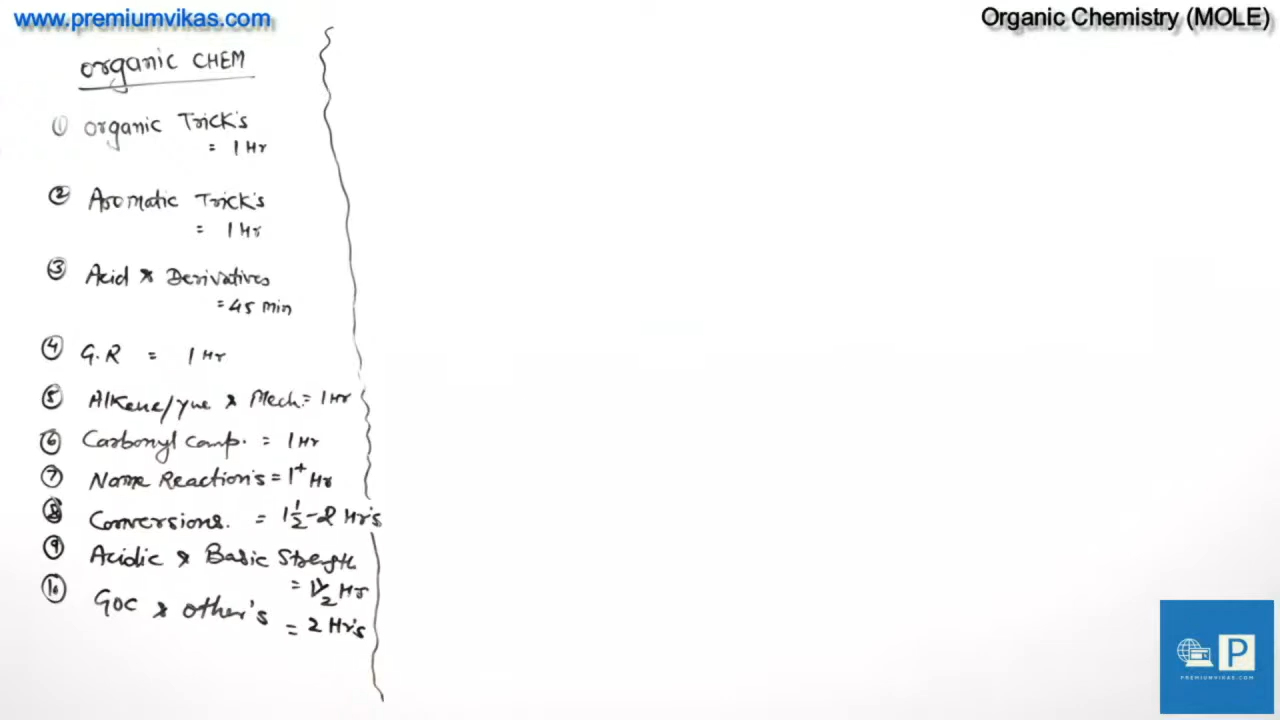 www.premiumvikas.com
Organic Chemistry (MOLE)
organic CHEM
① organic Trick's
= 1 Hr
② Aromatic Trick's
= 1 Hr
③ Acid & Derivatives
= 45 min
④ G.R = 1 Hr
⑤ Alkene/yne & Mech. = 1 Hr
⑥ Carbonyl Comp. = 1 Hr
⑦ Name Reaction's = 1⁺ Hr
⑧ Conversions. = 1½-2 Hr's
⑨ Acidic & Basic Strength
= 1½ Hr
⑩ GOC & other's
= 2 Hr's
P
PREMIUMVIKAS.COM